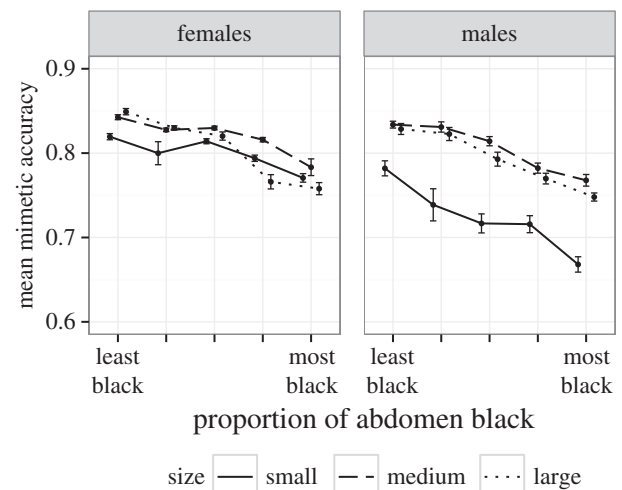 females
males
mean mimetic accuracy
0.9
0.8
0.7
0.6
least black
most black
least black
most black
proportion of abdomen black
size small medium large